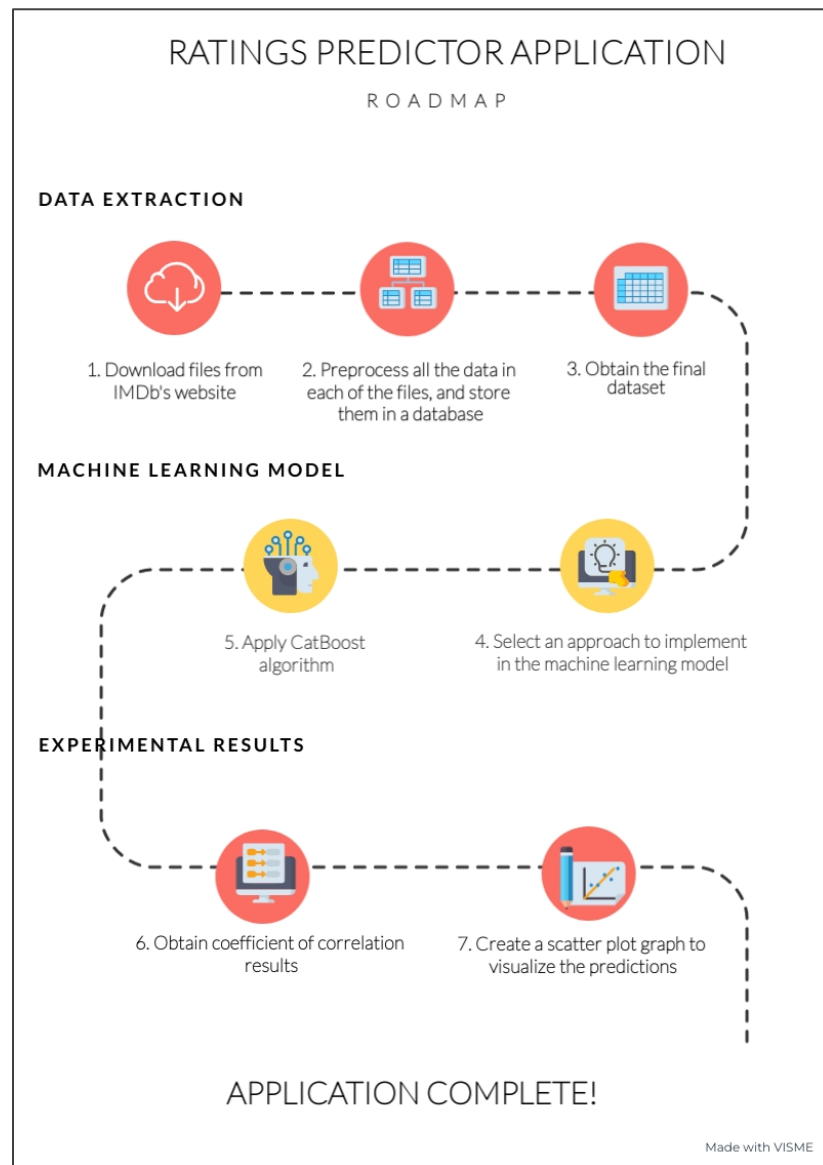 RATINGS PREDICTOR APPLICATION
ROADMAP
DATA EXTRACTION
1. Download files from
IMDb's website
2. Preprocess all the data in
each of the files, and store
them in a database
3. Obtain the final
dataset
MACHINE LEARNING MODEL
5. Apply CatBoost
algorithm
4. Select an approach to implement
in the machine learning model
EXPERIMENTAL RESULTS
6. Obtain coefficient of correlation
results
7. Create a scatter plot graph to
visualize the predictions
APPLICATION COMPLETE!
Made with VISME